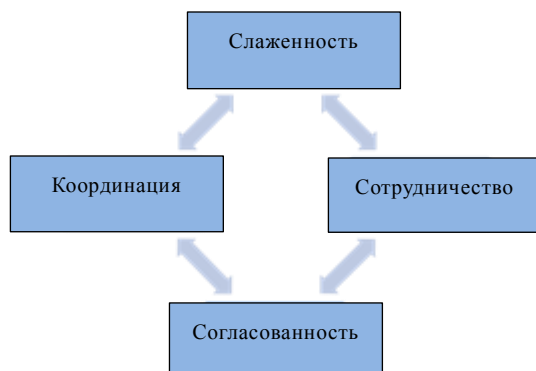 Слаженность
Координация
Сотрудничество
Согласованность